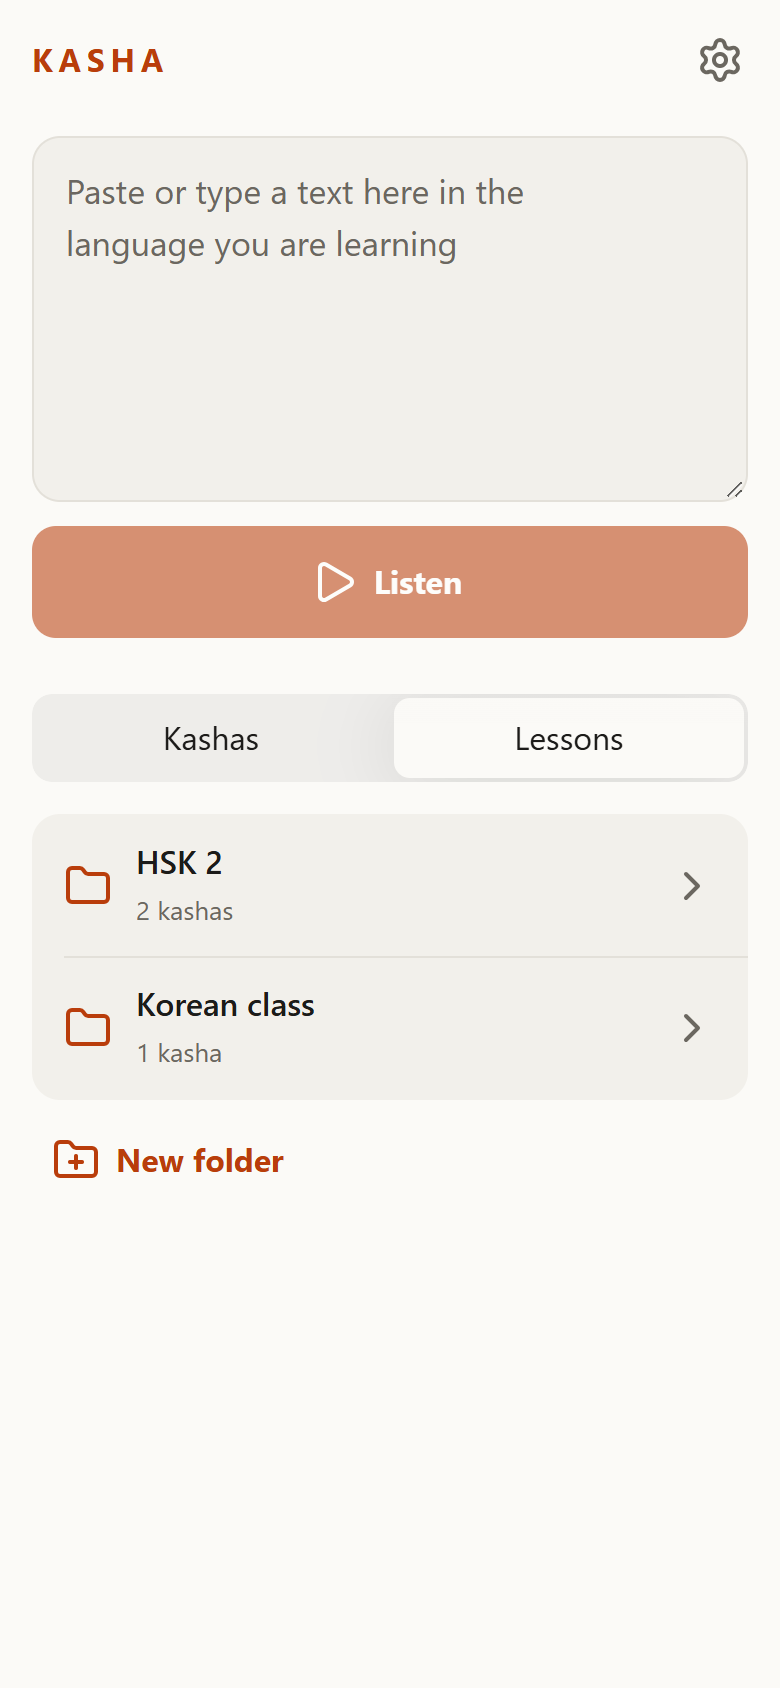 KASHA
Paste or type a text here in the
language you are learning
Listen
Kashas
Lessons
HSK 2
2 kashas
Korean class
1 kasha
New folder